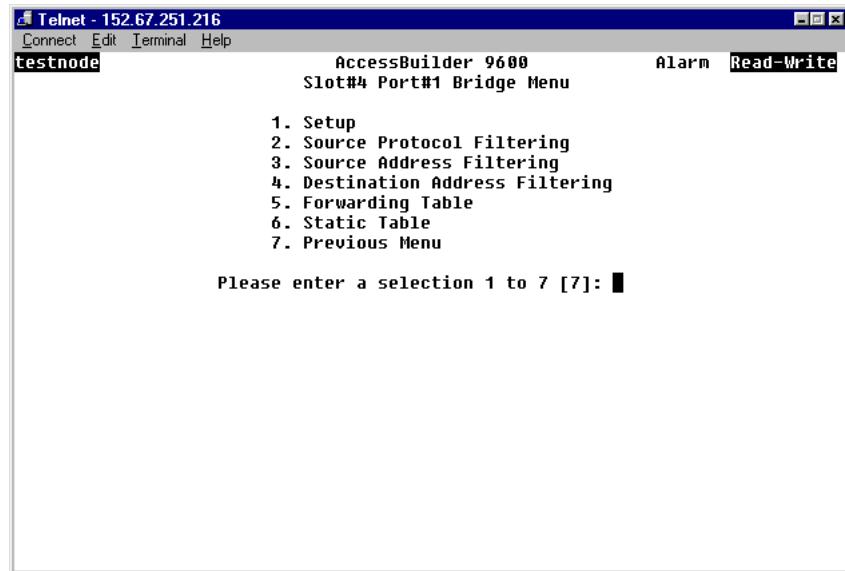 Telnet - 152.67.251.216
Connect Edit Terminal Help
testnode AccessBuilder 9600 Alarm Read-Write
Slot#4 Port#1 Bridge Menu
1. Setup
2. Source Protocol Filtering
3. Source Address Filtering
4. Destination Address Filtering
5. Forwarding Table
6. Static Table
7. Previous Menu
Please enter a selection 1 to 7 [7]: